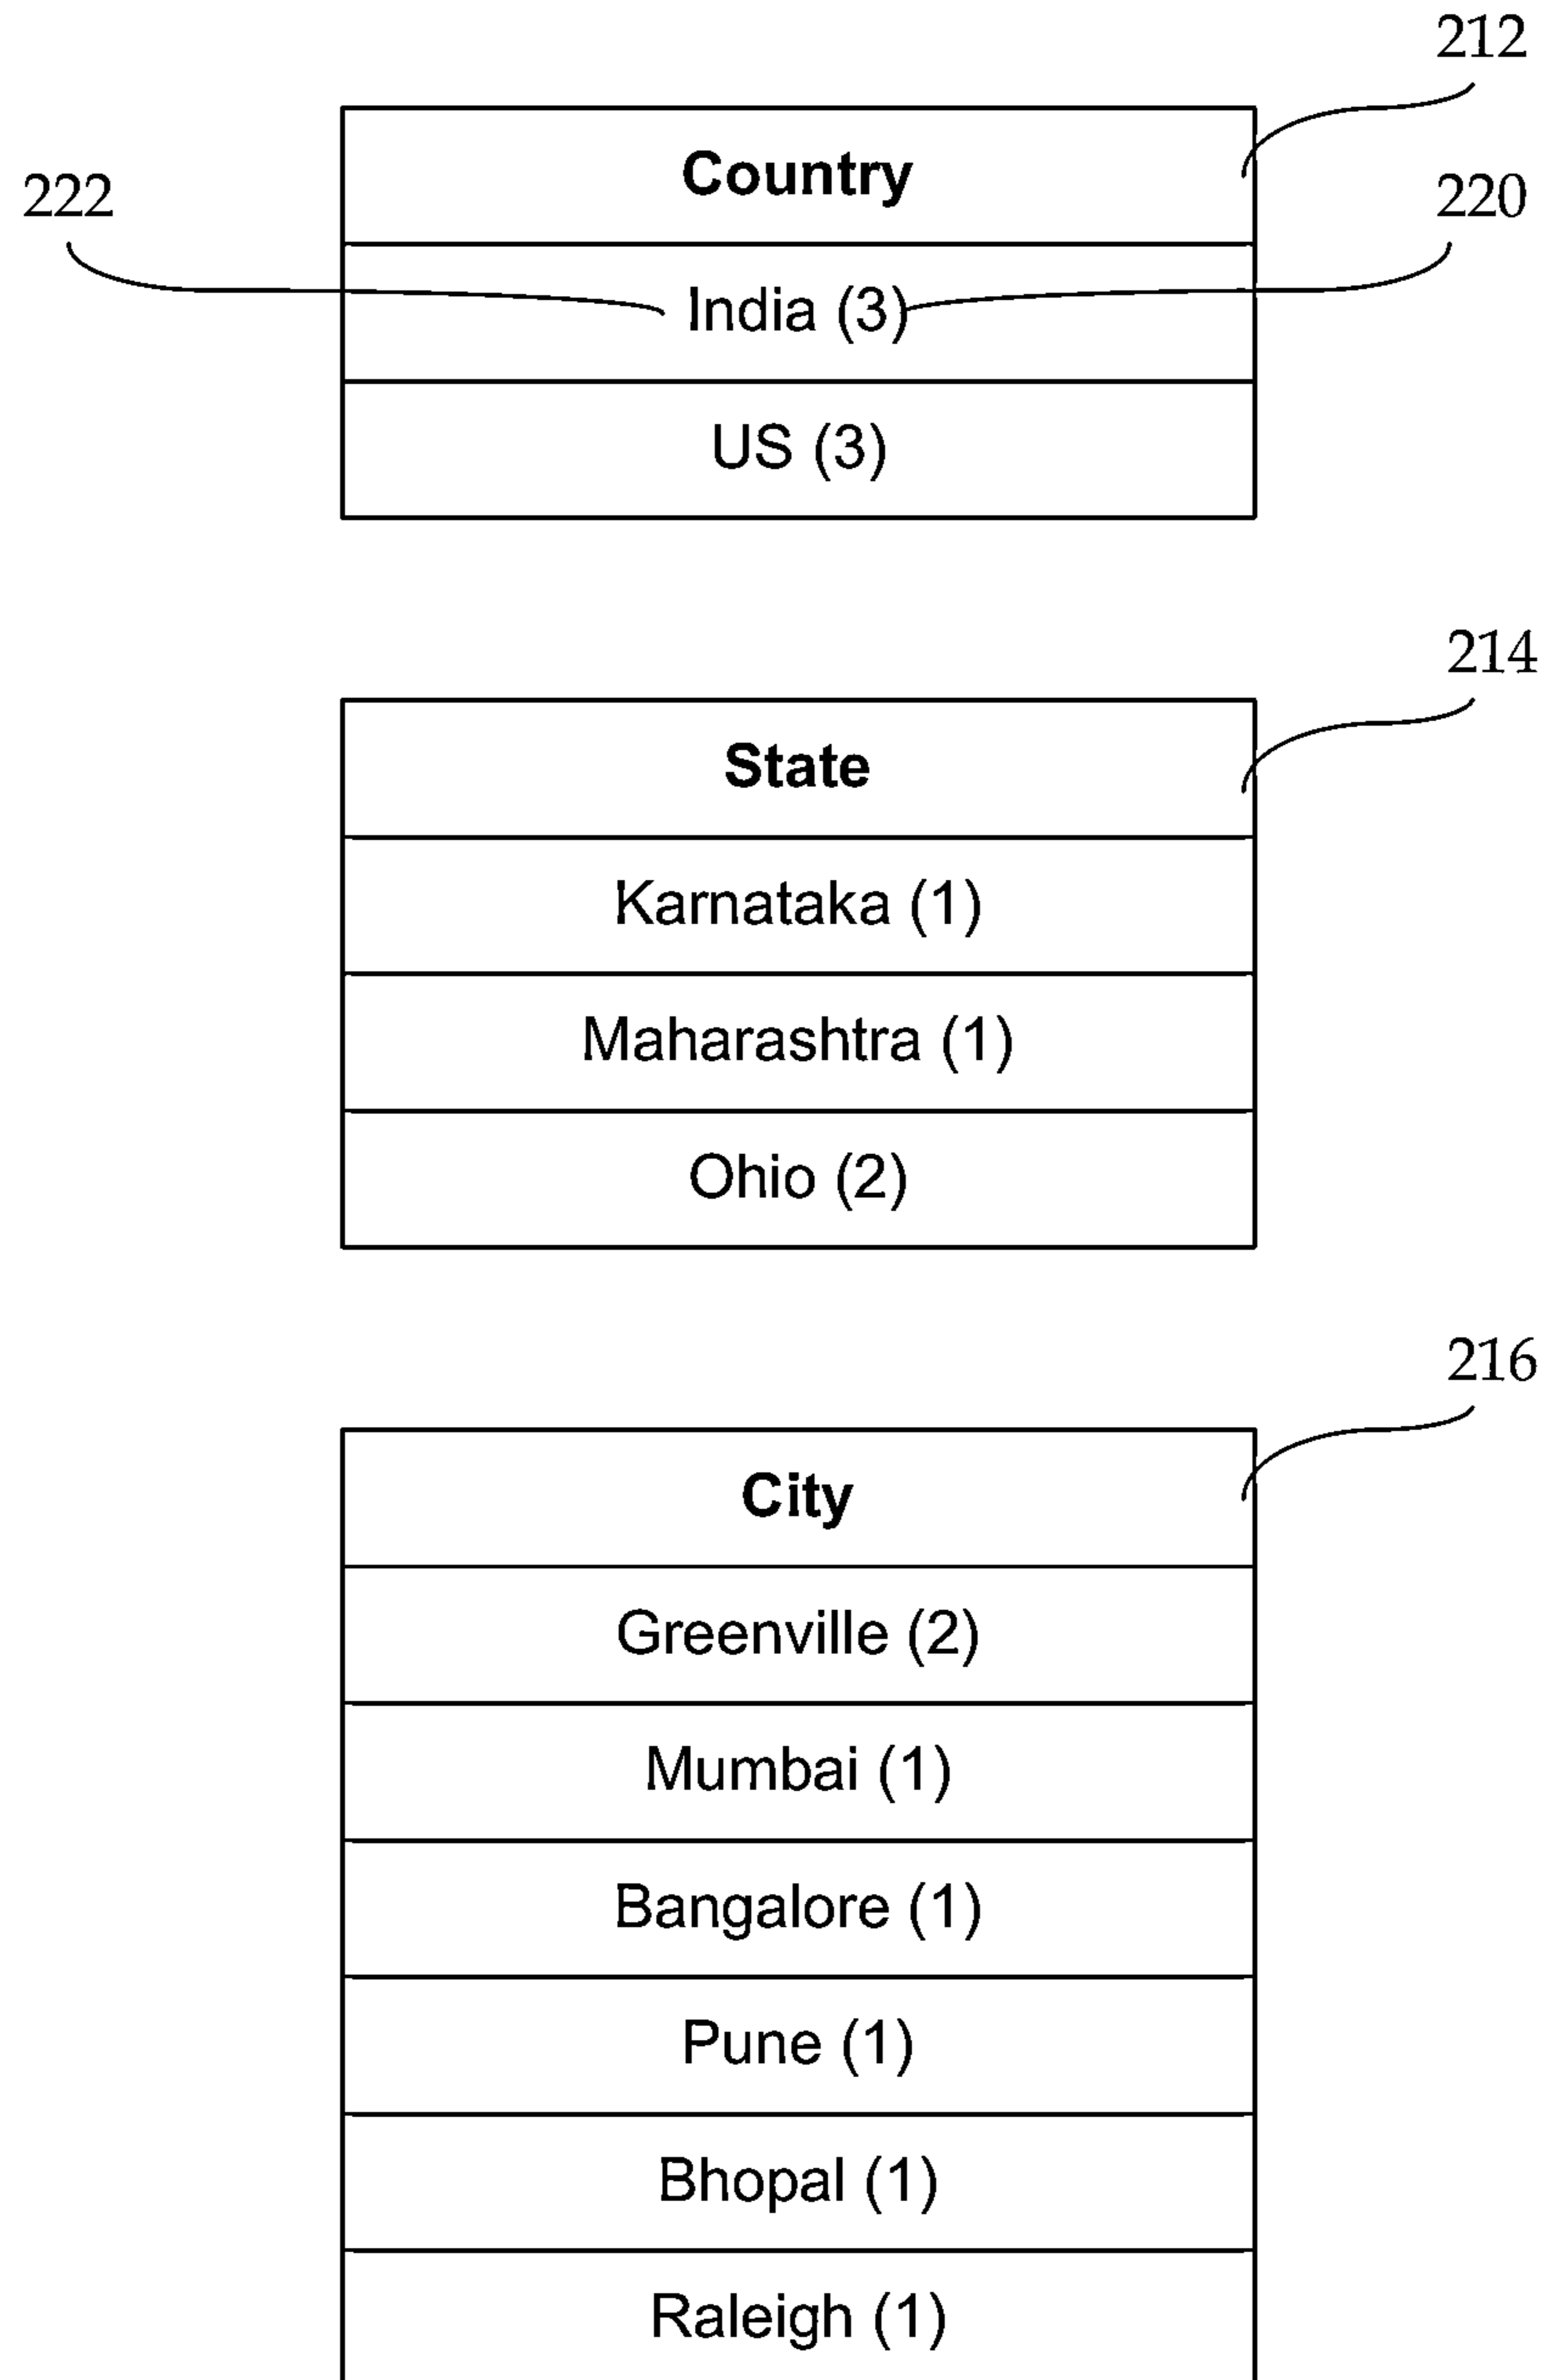 212
Country
222
220
India (3)
US (3)
214
State
Karnataka (1)
Maharashtra (1)
Ohio (2)
216
City
Greenville (2)
Mumbai (1)
Bangalore (1)
Pune (1)
Bhopal (1)
Raleigh (1)